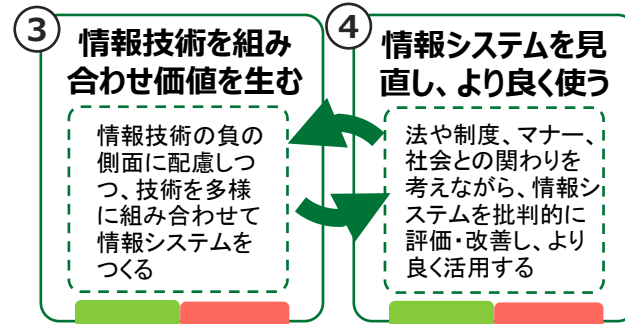 ③
情報技術を組み
合わせ価値を生む
情報技術の負の
側面に配慮しつ
つ、技術を多様
に組み合わせて
情報システムを
つくる
④
情報システムを見
直し、より良く使う
法や制度、マナー、
社会との関わりを
考えながら、情報シ
ステムを批判的に
評価・改善し、より
良く活用する